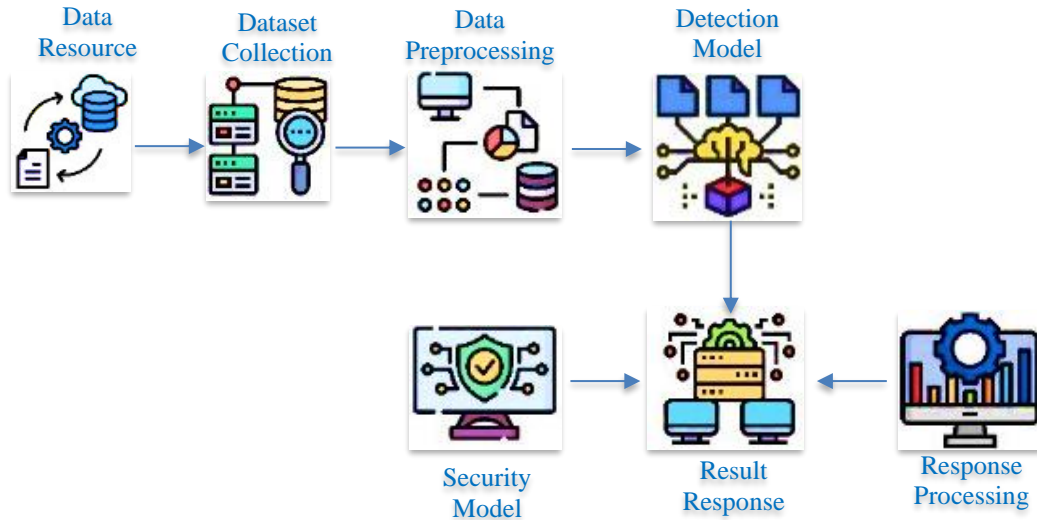 Data
Resource
Dataset
Collection
Data
Preprocessing
Detection
Model
Security
Model
Result
Response
Response
Processing